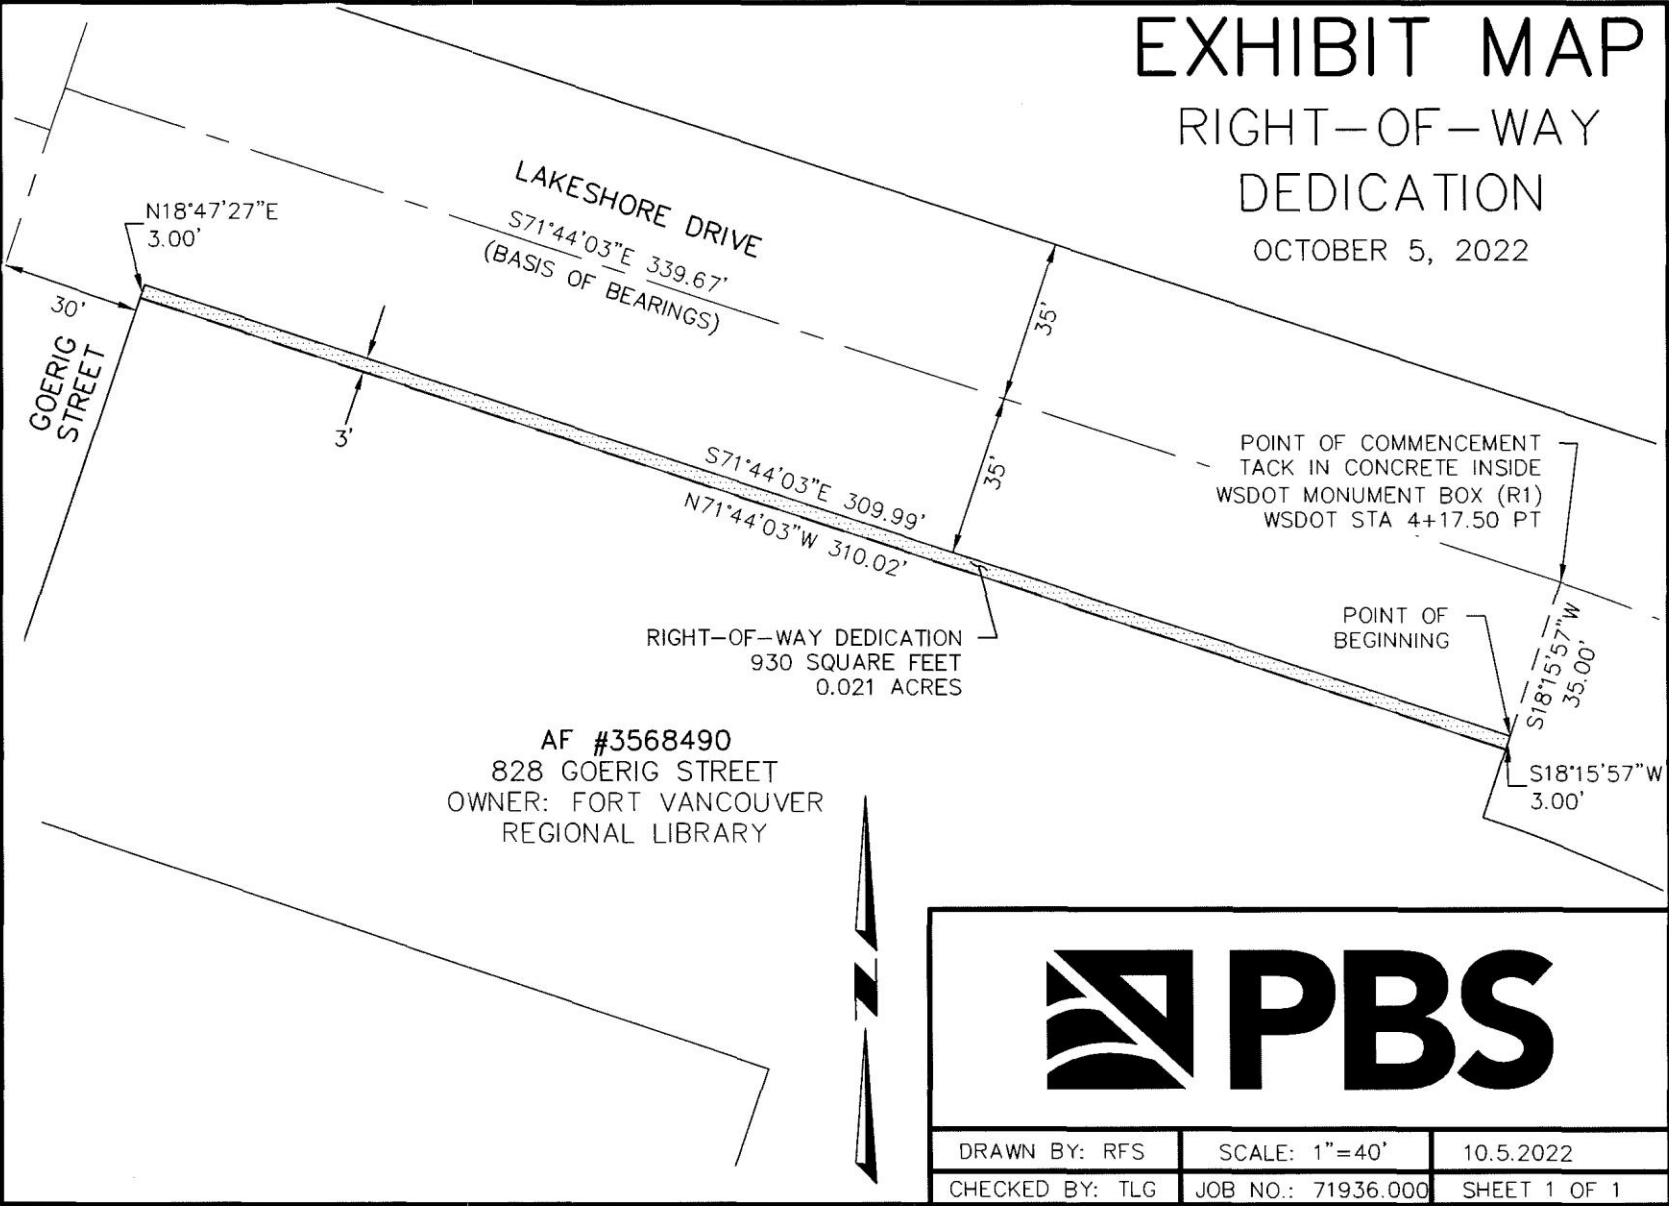 EXHIBIT MAP
RIGHT-OF-WAY
DEDICATION
OCTOBER 5, 2022
LAKESHORE DRIVE
S71°44'03"E 339.67'
(BASIS OF BEARINGS)
N18°47'27"E
3.00'
30'
GOERIG
STREET
3'
35'
35'
S71°44'03"E 309.99'
N71°44'03"W 310.02'
POINT OF COMMENCEMENT
TACK IN CONCRETE INSIDE
WSDOT MONUMENT BOX (R1)
WSDOT STA 4+17.50 PT
POINT OF
BEGINNING
S18°15'57"W
35.00'
S18°15'57"W
3.00'
RIGHT-OF-WAY DEDICATION
930 SQUARE FEET
0.021 ACRES
AF #3568490
828 GOERIG STREET
OWNER: FORT VANCOUVER
REGIONAL LIBRARY
N
PBS
DRAWN BY: RFS
SCALE: 1"=40'
10.5.2022
CHECKED BY: TLG
JOB NO.: 71936.000
SHEET 1 OF 1